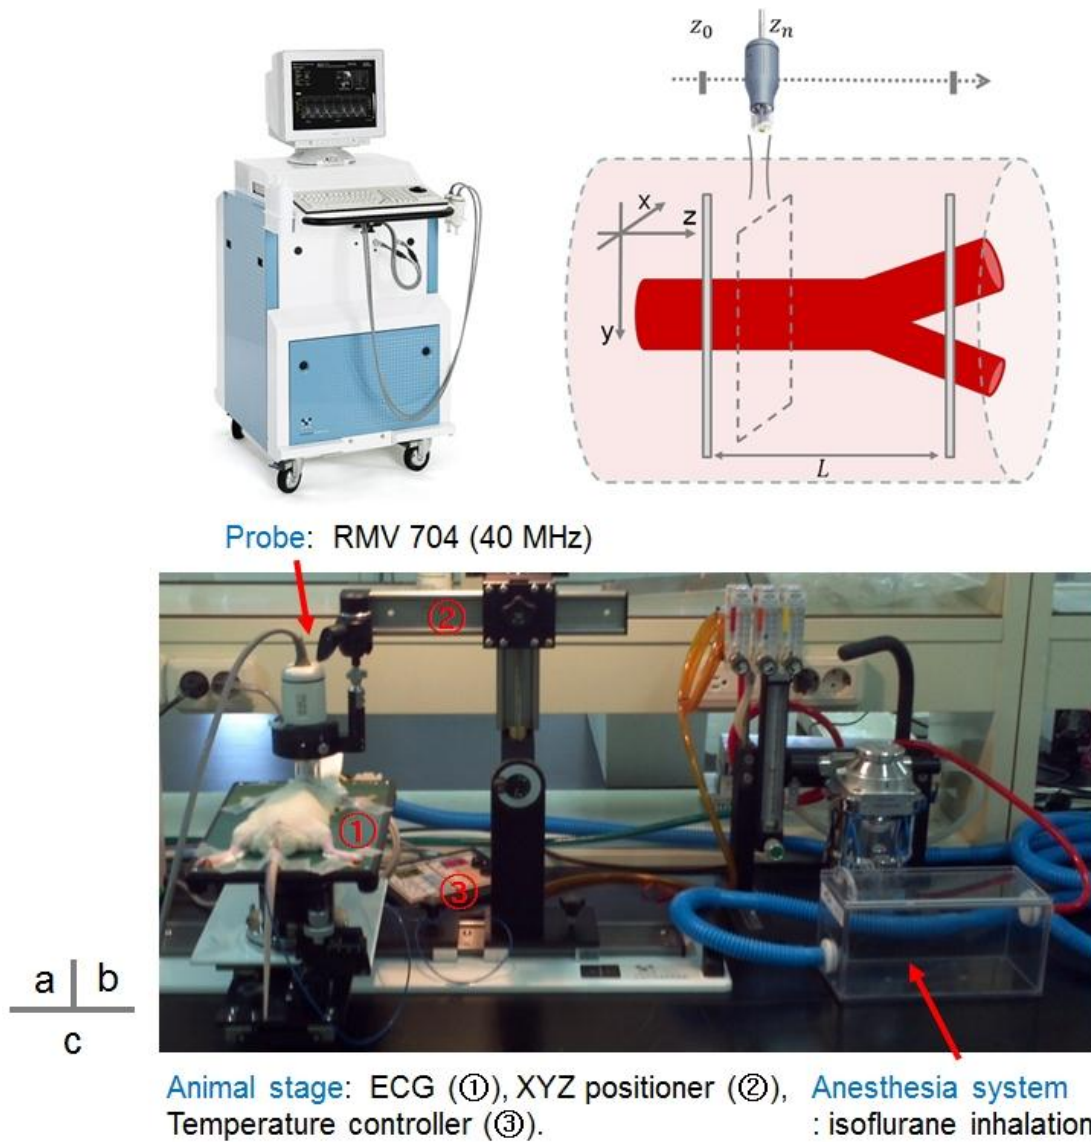 z₀
zₙ
x
z
y
L
Probe: RMV 704 (40 MHz)
②
①
③
a
b
c
Animal stage: ECG (①), XYZ positioner (②),
Temperature controller (③).
Anesthesia system
: isoflurane inhalation